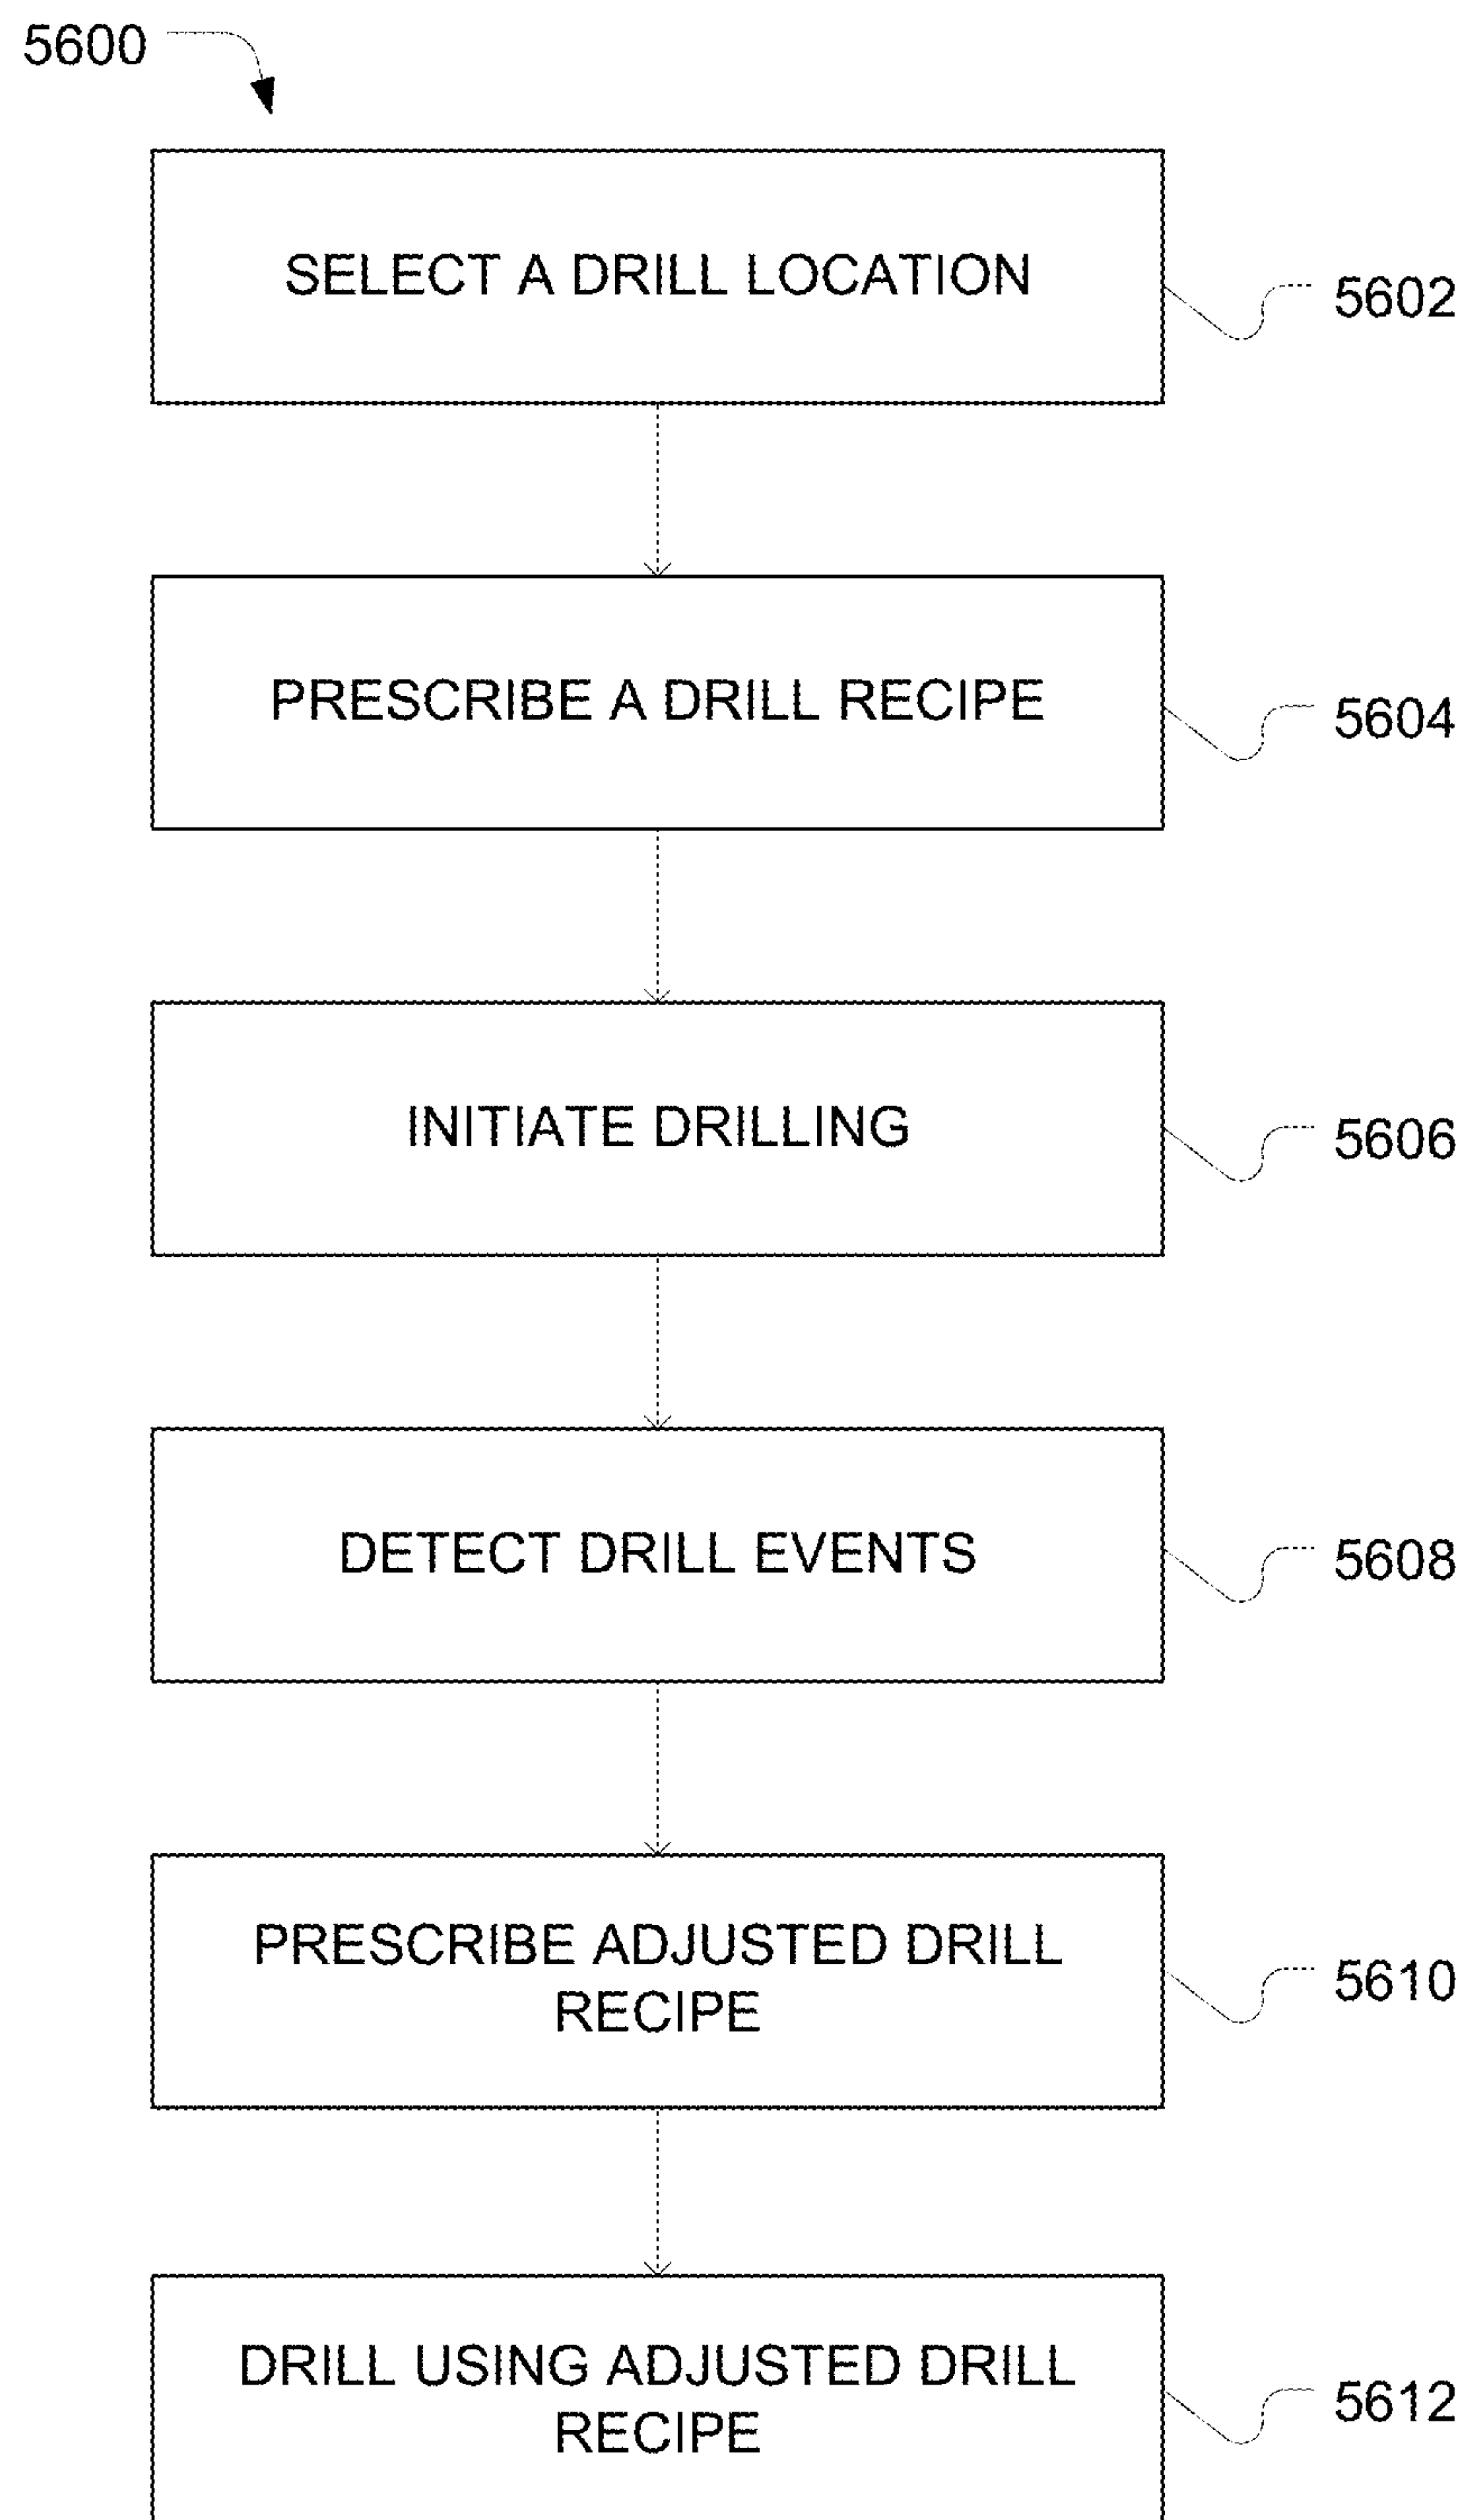 5600
SELECT A DRILL LOCATION
5602
PRESCRIBE A DRILL RECIPE
5604
INITIATE DRILLING
5606
DETECT DRILL EVENTS
5608
PRESCRIBE ADJUSTED DRILL
RECIPE
5610
DRILL USING ADJUSTED DRILL
RECIPE
5612